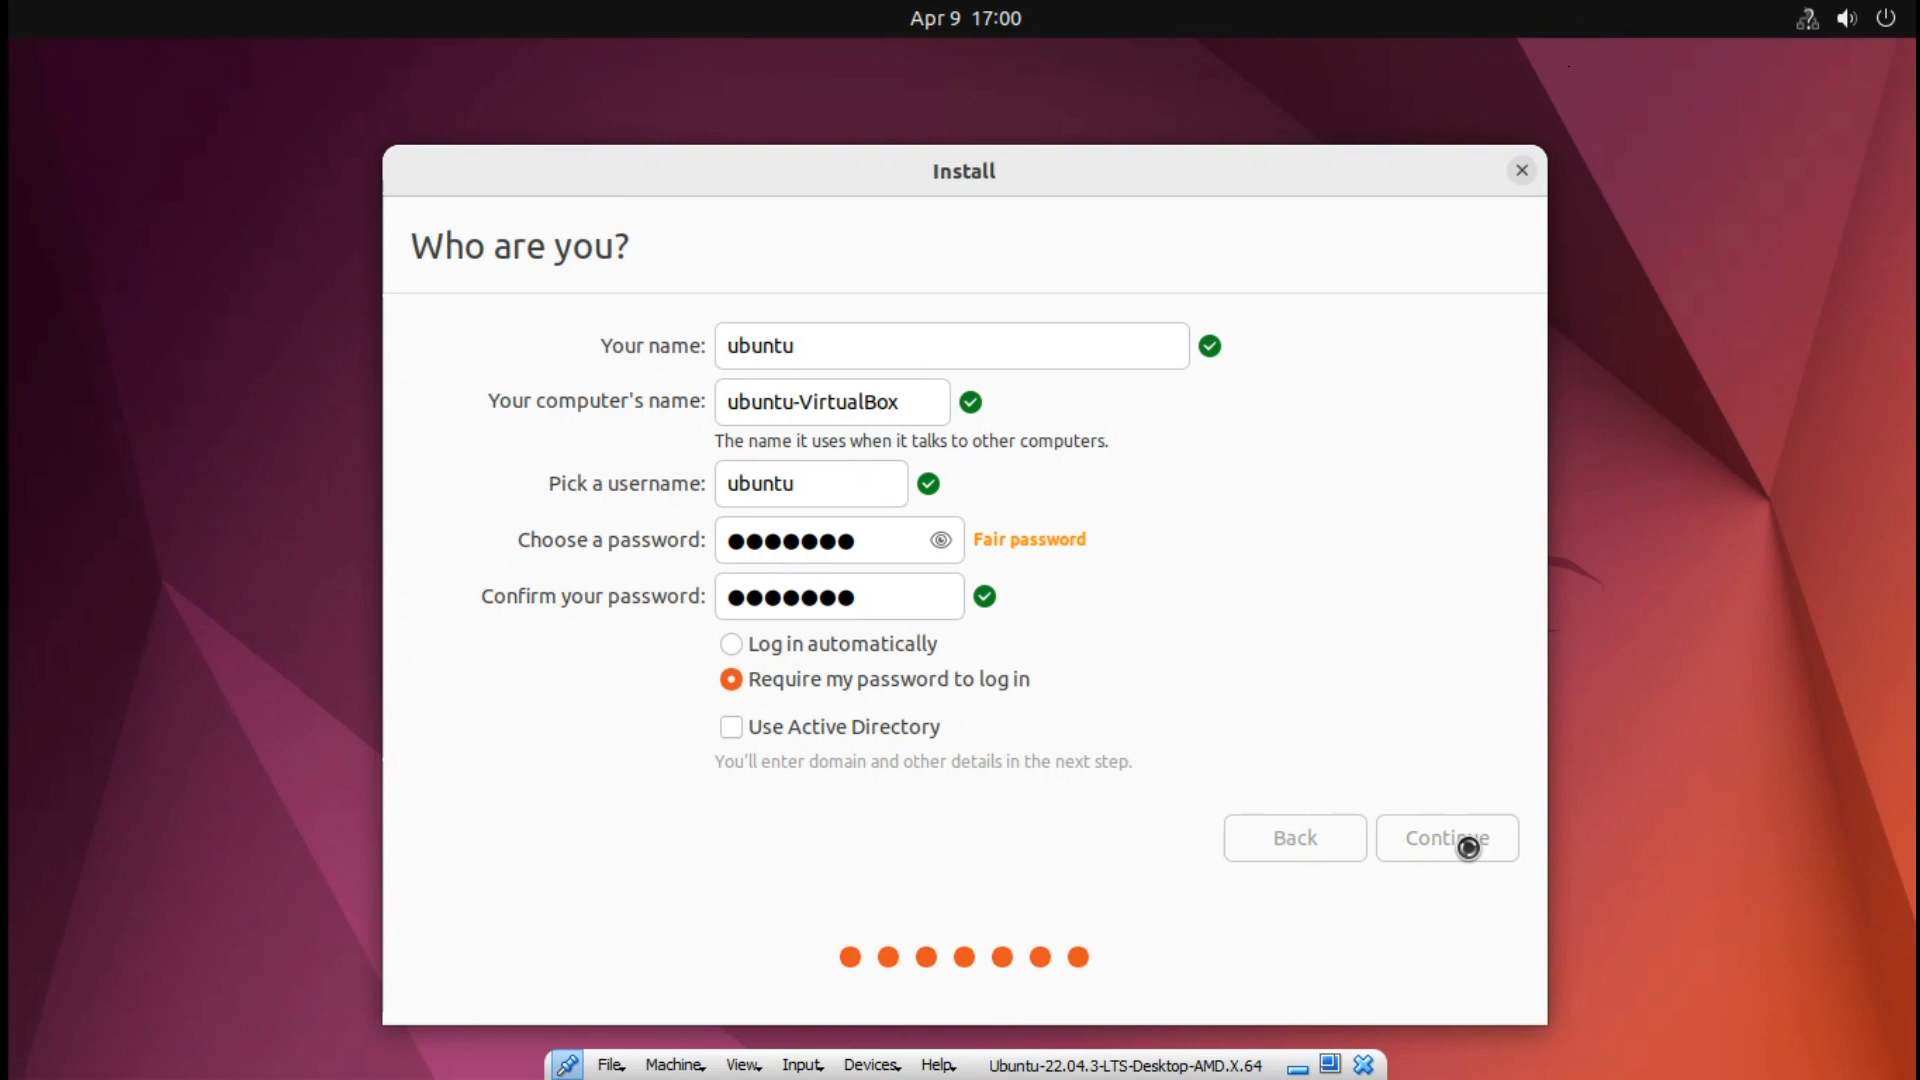 Apr 9 17:00
Install
Who are you?
Your name: ubuntu
Your computer's name: ubuntu-VirtualBox
The name it uses when it talks to other computers.
Pick a username: ubuntu
Choose a password: ●●●●●●● Fair password
Confirm your password: ●●●●●●●
Log in automatically
Require my password to log in
Use Active Directory
You'll enter domain and other details in the next step.
Back Continue
File Machine View Input Devices Help Ubuntu-22.04.3-LTS-Desktop-AMD.X.64